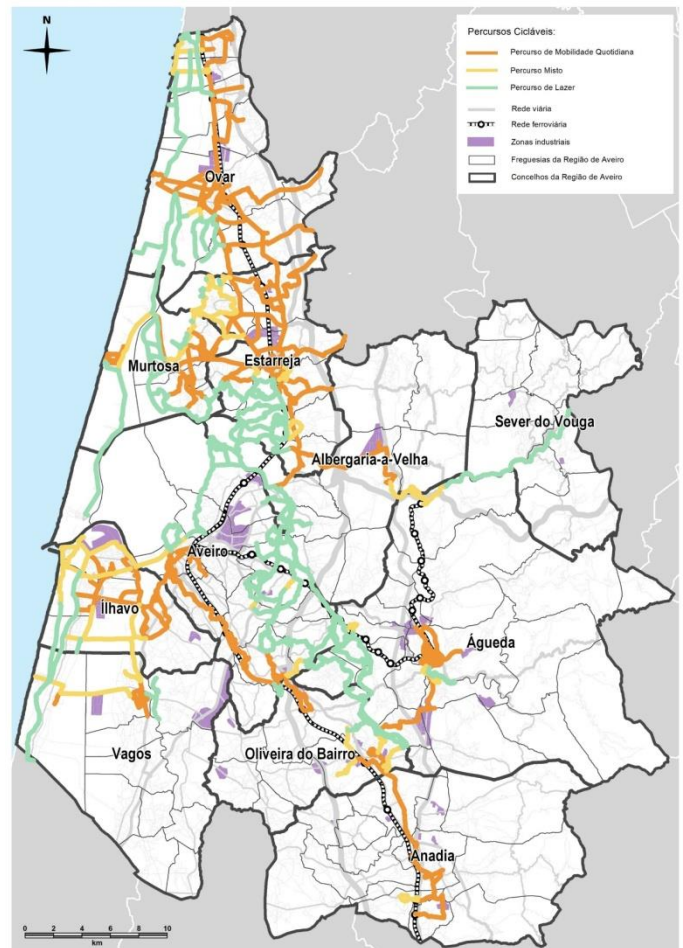 N
Percursos Cicláveis:
Percurso de Mobilidade Quotidiana
Percurso Misto
Percurso de Lazer
Rede viária
Rede ferroviária
Zonas industriais
Freguesias da Região de Aveiro
Concelhos da Região de Aveiro
Ovar
Murtosa
Estarreja
Sever do Vouga
Albergaria-a-Velha
Aveiro
Ílhavo
Águeda
Vagos
Oliveira do Bairro
Anadia
0 2 4 6 8 10
km